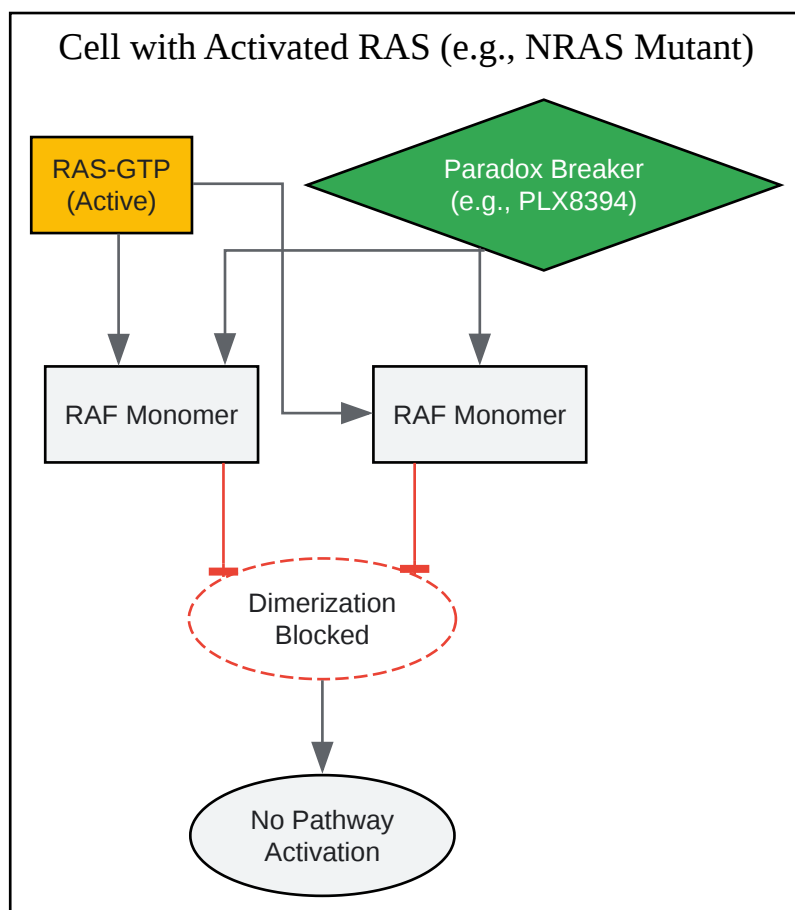 Cell with Activated RAS (e.g., NRAS Mutant)
RAS-GTP
(Active)
Paradox Breaker
(e.g., PLX8394)
RAF Monomer
RAF Monomer
Dimerization
Blocked
No Pathway
Activation